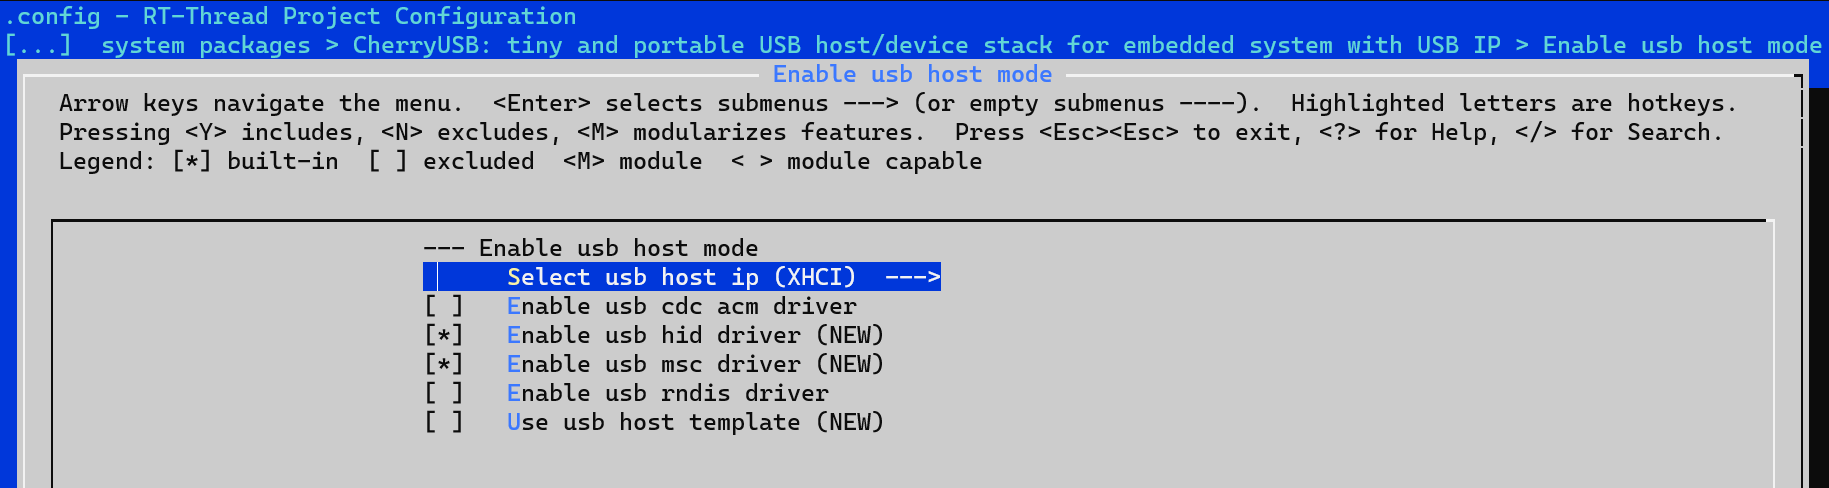 .config - RT-Thread Project Configuration
[...]  system packages > CherryUSB: tiny and portable USB host/device stack for embedded system with USB IP > Enable usb host mode
Enable usb host mode
Arrow keys navigate the menu.  <Enter> selects submenus ---> (or empty submenus ----).  Highlighted letters are hotkeys.
Pressing <Y> includes, <N> excludes, <M> modularizes features.  Press <Esc><Esc> to exit, <?> for Help, </> for Search.
Legend: [*] built-in  [ ] excluded  <M> module  < > module capable
--- Enable usb host mode
Select usb host ip (XHCI)  --->
[ ]   Enable usb cdc acm driver
[*]   Enable usb hid driver (NEW)
[*]   Enable usb msc driver (NEW)
[ ]   Enable usb rndis driver
[ ]   Use usb host template (NEW)